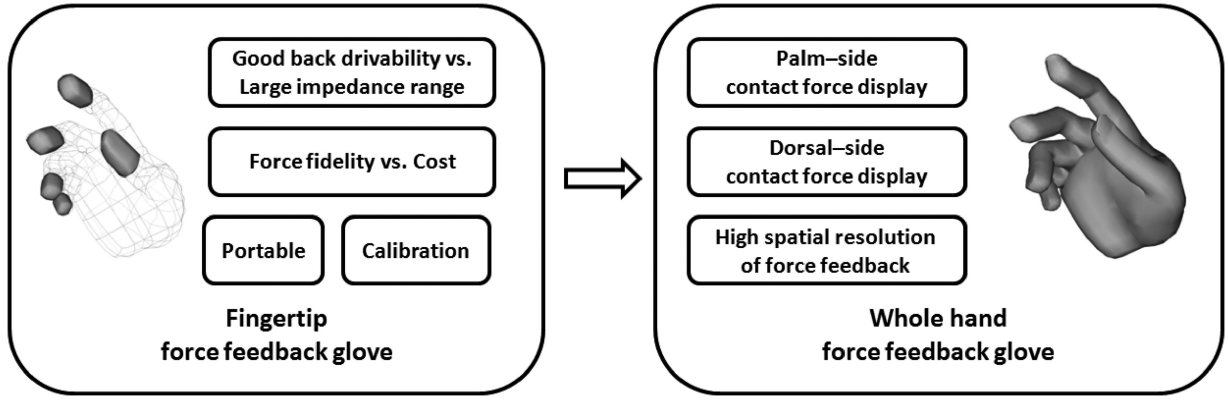 Good back drivability vs.
Large impedance range
Force fidelity vs. Cost
Portable
Calibration
Fingertip
force feedback glove
Palm–side
contact force display
Dorsal–side
contact force display
High spatial resolution
of force feedback
Whole hand
force feedback glove